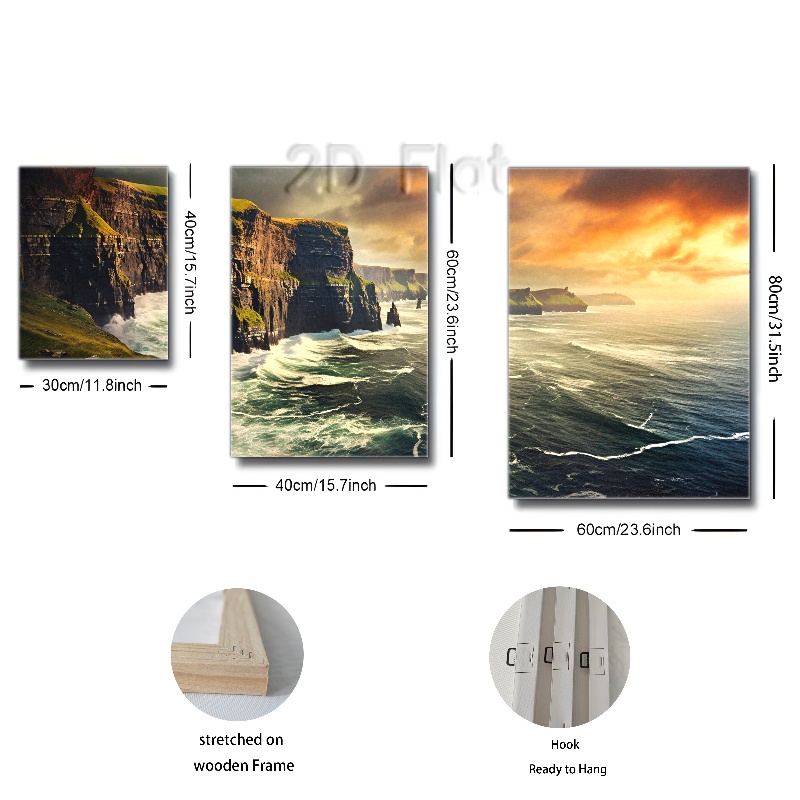 2D Flat
40cm/15.7inch
30cm/11.8inch
60cm/23.6inch
40cm/15.7inch
80cm/31.5inch
60cm/23.6inch
stretched on
wooden Frame
Hook
Ready to Hang